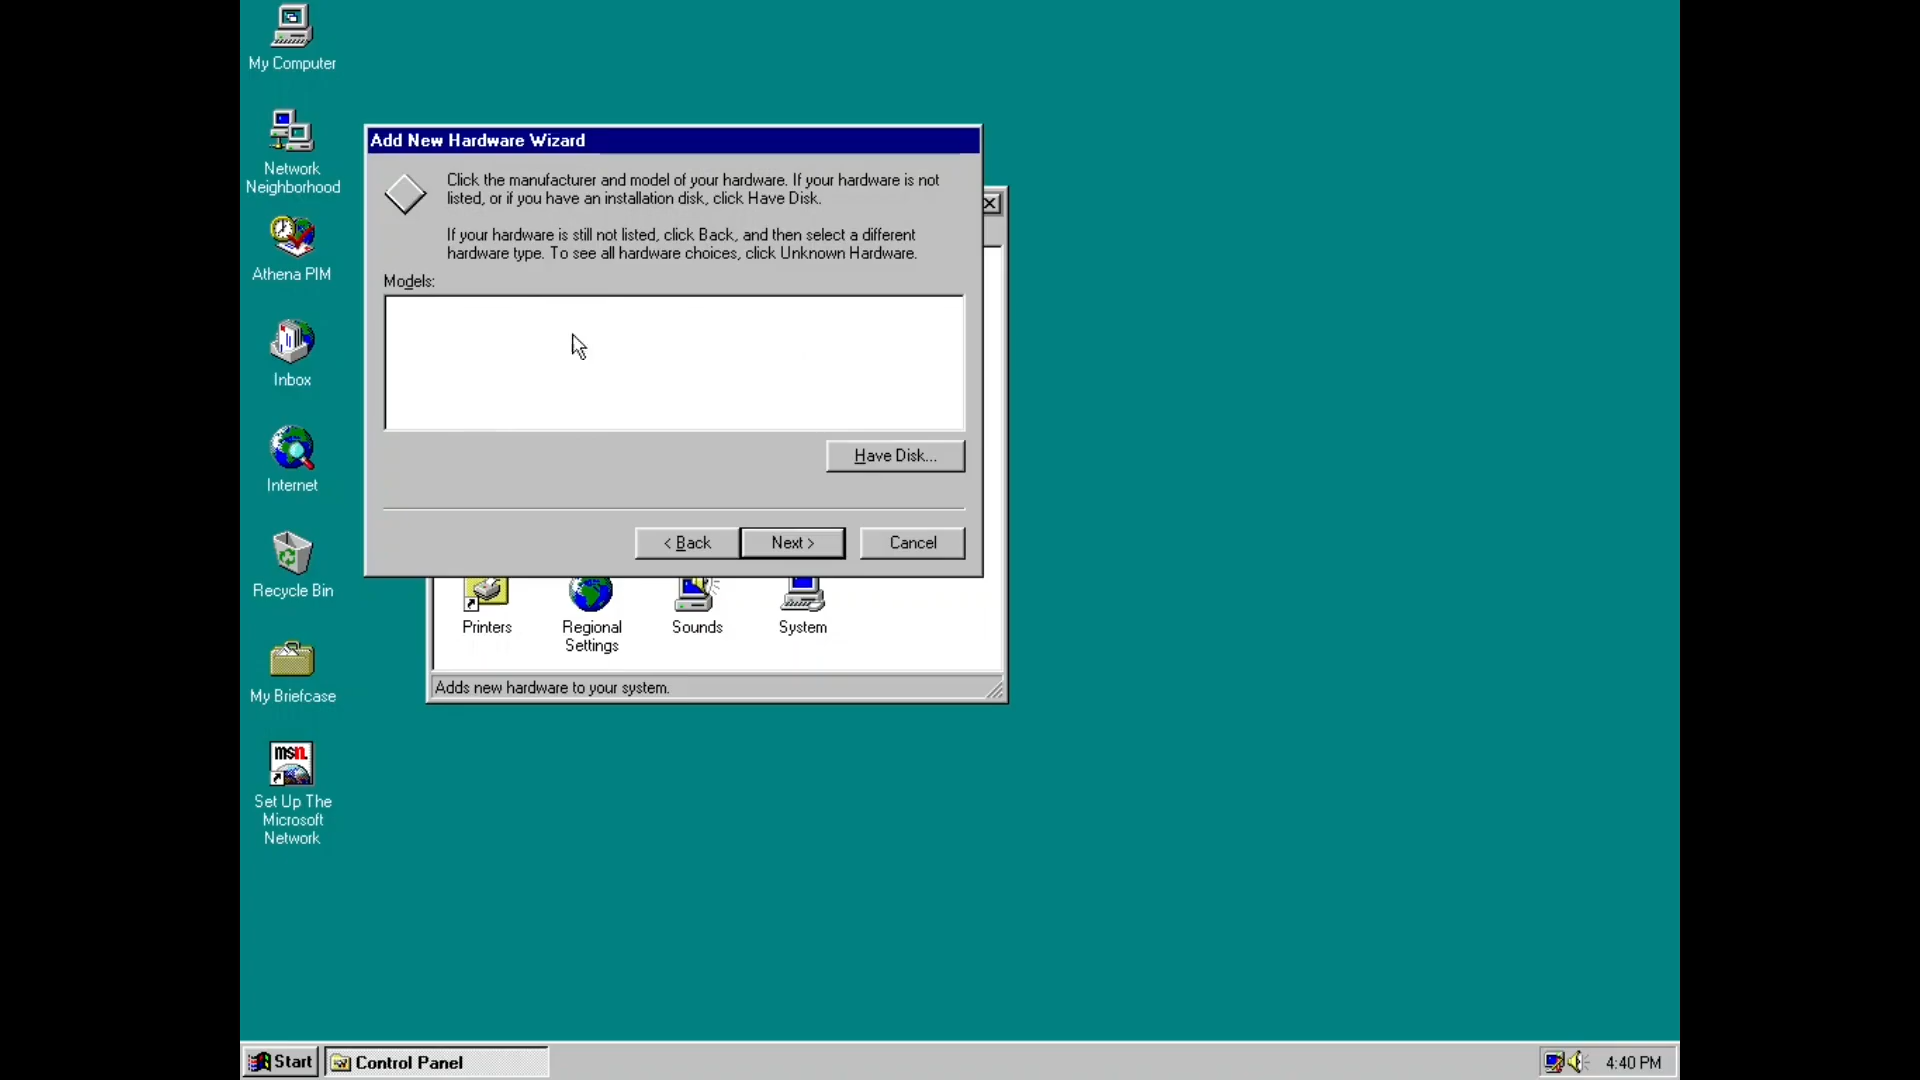 My Computer
Network
Neighborhood
Athena PIM
Inbox
Internet
Recycle Bin
My Briefcase
msn.
Set Up The
Microsoft
Network
Add New Hardware Wizard
Click the manufacturer and model of your hardware. If your hardware is not
listed, or if you have an installation disk, click Have Disk.
If your hardware is still not listed, click Back, and then select a different
hardware type. To see all hardware choices, click Unknown Hardware.
Models:
Have Disk...
< Back
Next >
Cancel
Printers
Regional
Settings
Sounds
System
Adds new hardware to your system.
Start
Control Panel
4:40 PM